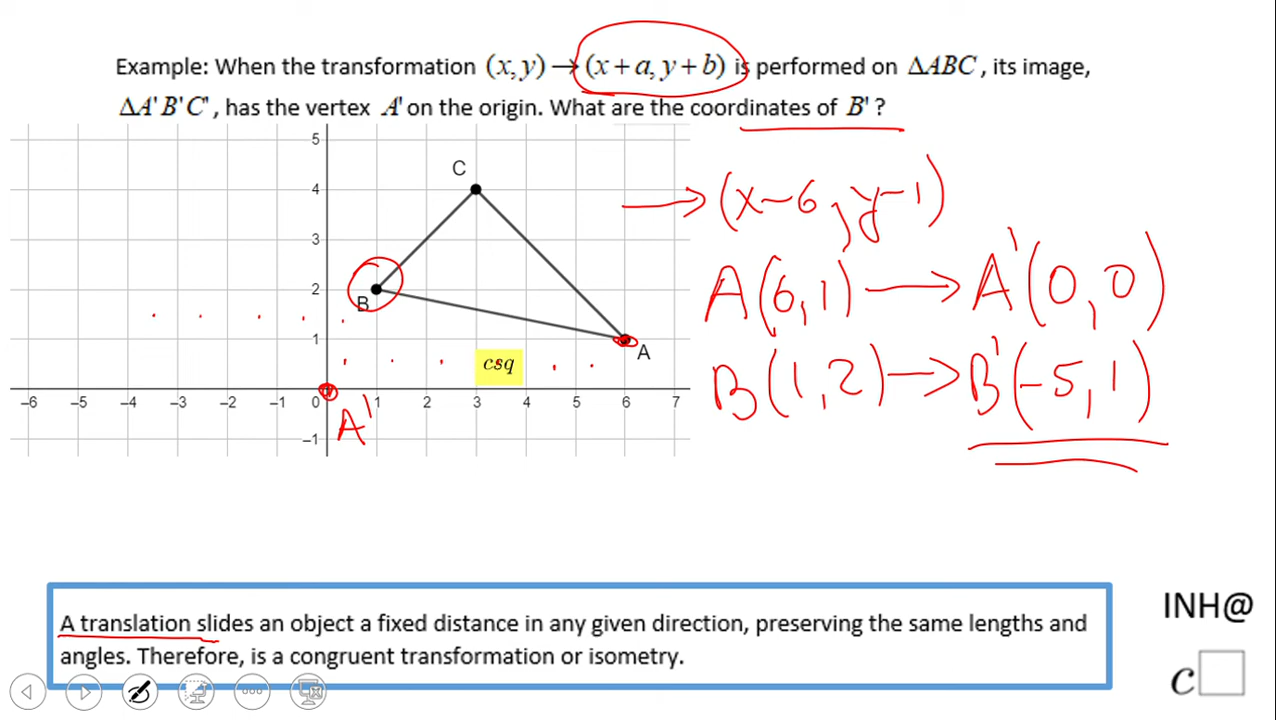 Example: When the transformation (x, y) → (x + a, y + b) is performed on ΔABC, its image,
ΔA'B'C', has the vertex A' on the origin. What are the coordinates of B'?
5
C
4
→ (x-6, y-1)
3
A(6,1) → A'(0,0)
2
B
1
A
csq
B(1,2) → B'(-5,1)
−6 −5 −4 −3 −2 −1 0 1 2 3 4 5 6 7
A'
−1
INH@
A translation slides an object a fixed distance in any given direction, preserving the same lengths and
angles. Therefore, is a congruent transformation or isometry.
c